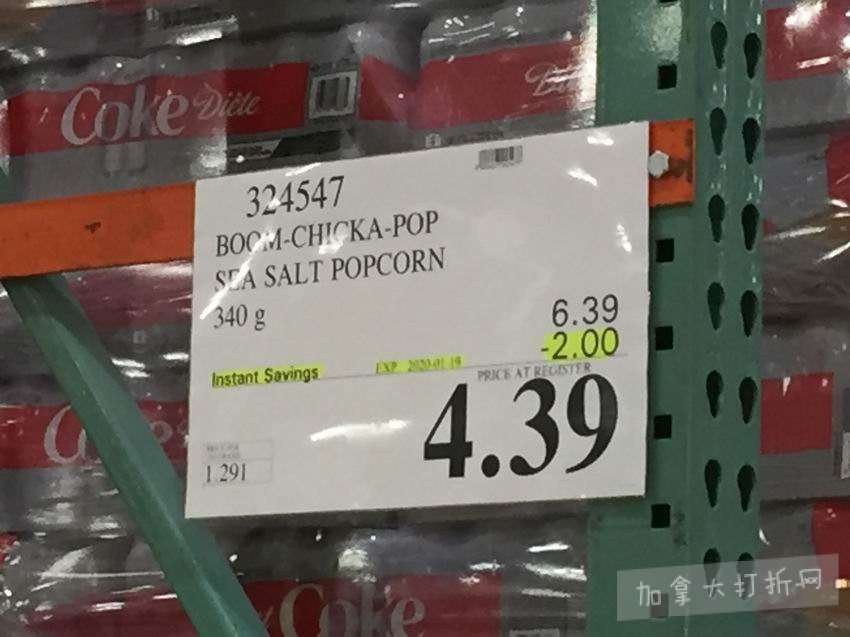 Coke Diète
324547
BOOM-CHICKA-POP
SEA SALT POPCORN
340 g
6.39
-2.00
Instant Savings
EXP 2020-01-19
PRICE AT REGISTER
4.39
1.291
Coke
加拿大打折网